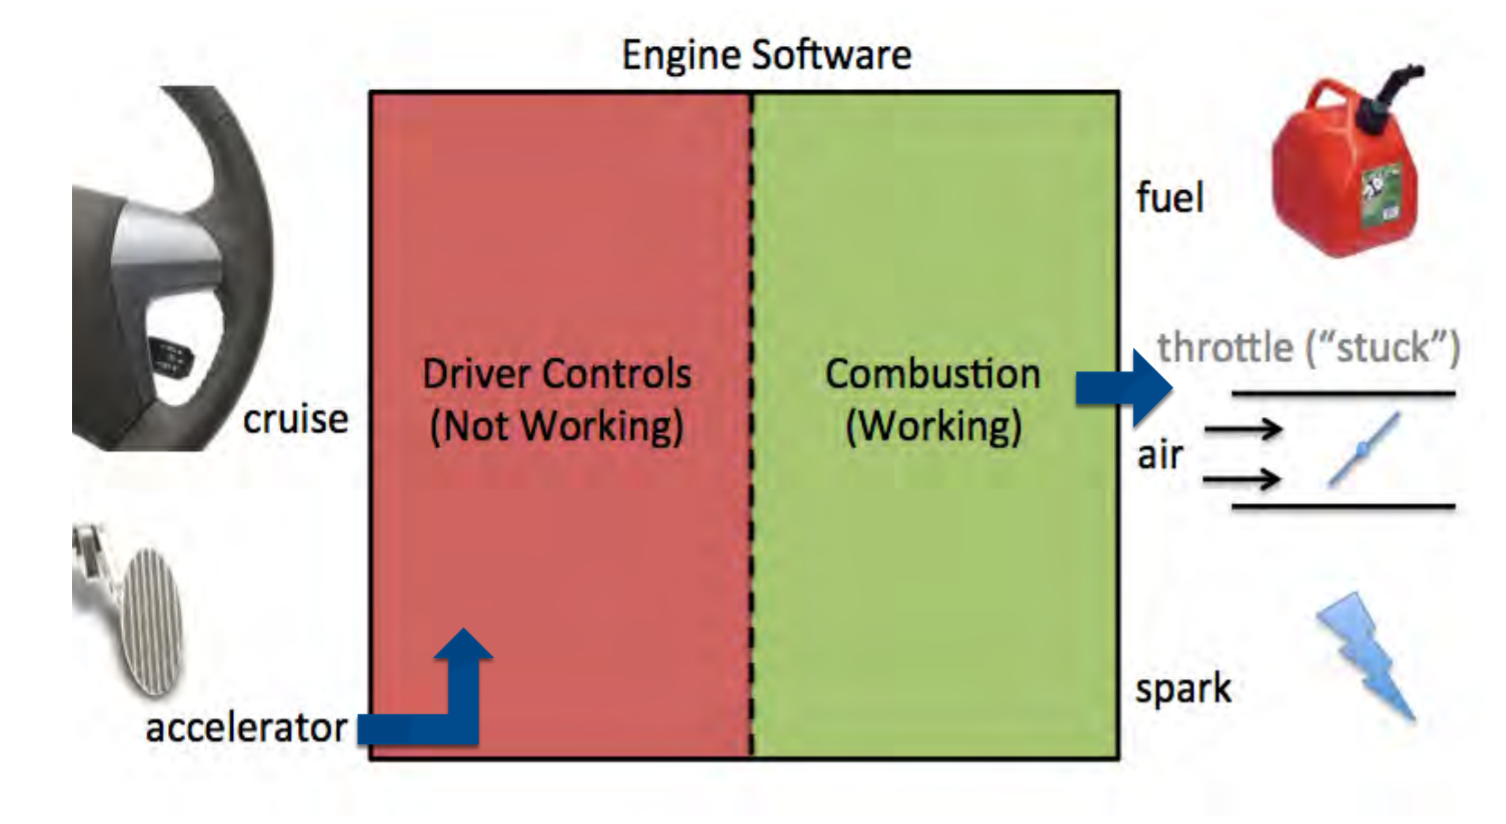 Engine Software
fuel
throttle (“stuck”)
Driver Controls
(Not Working)
Combustion
(Working)
cruise
air
spark
accelerator